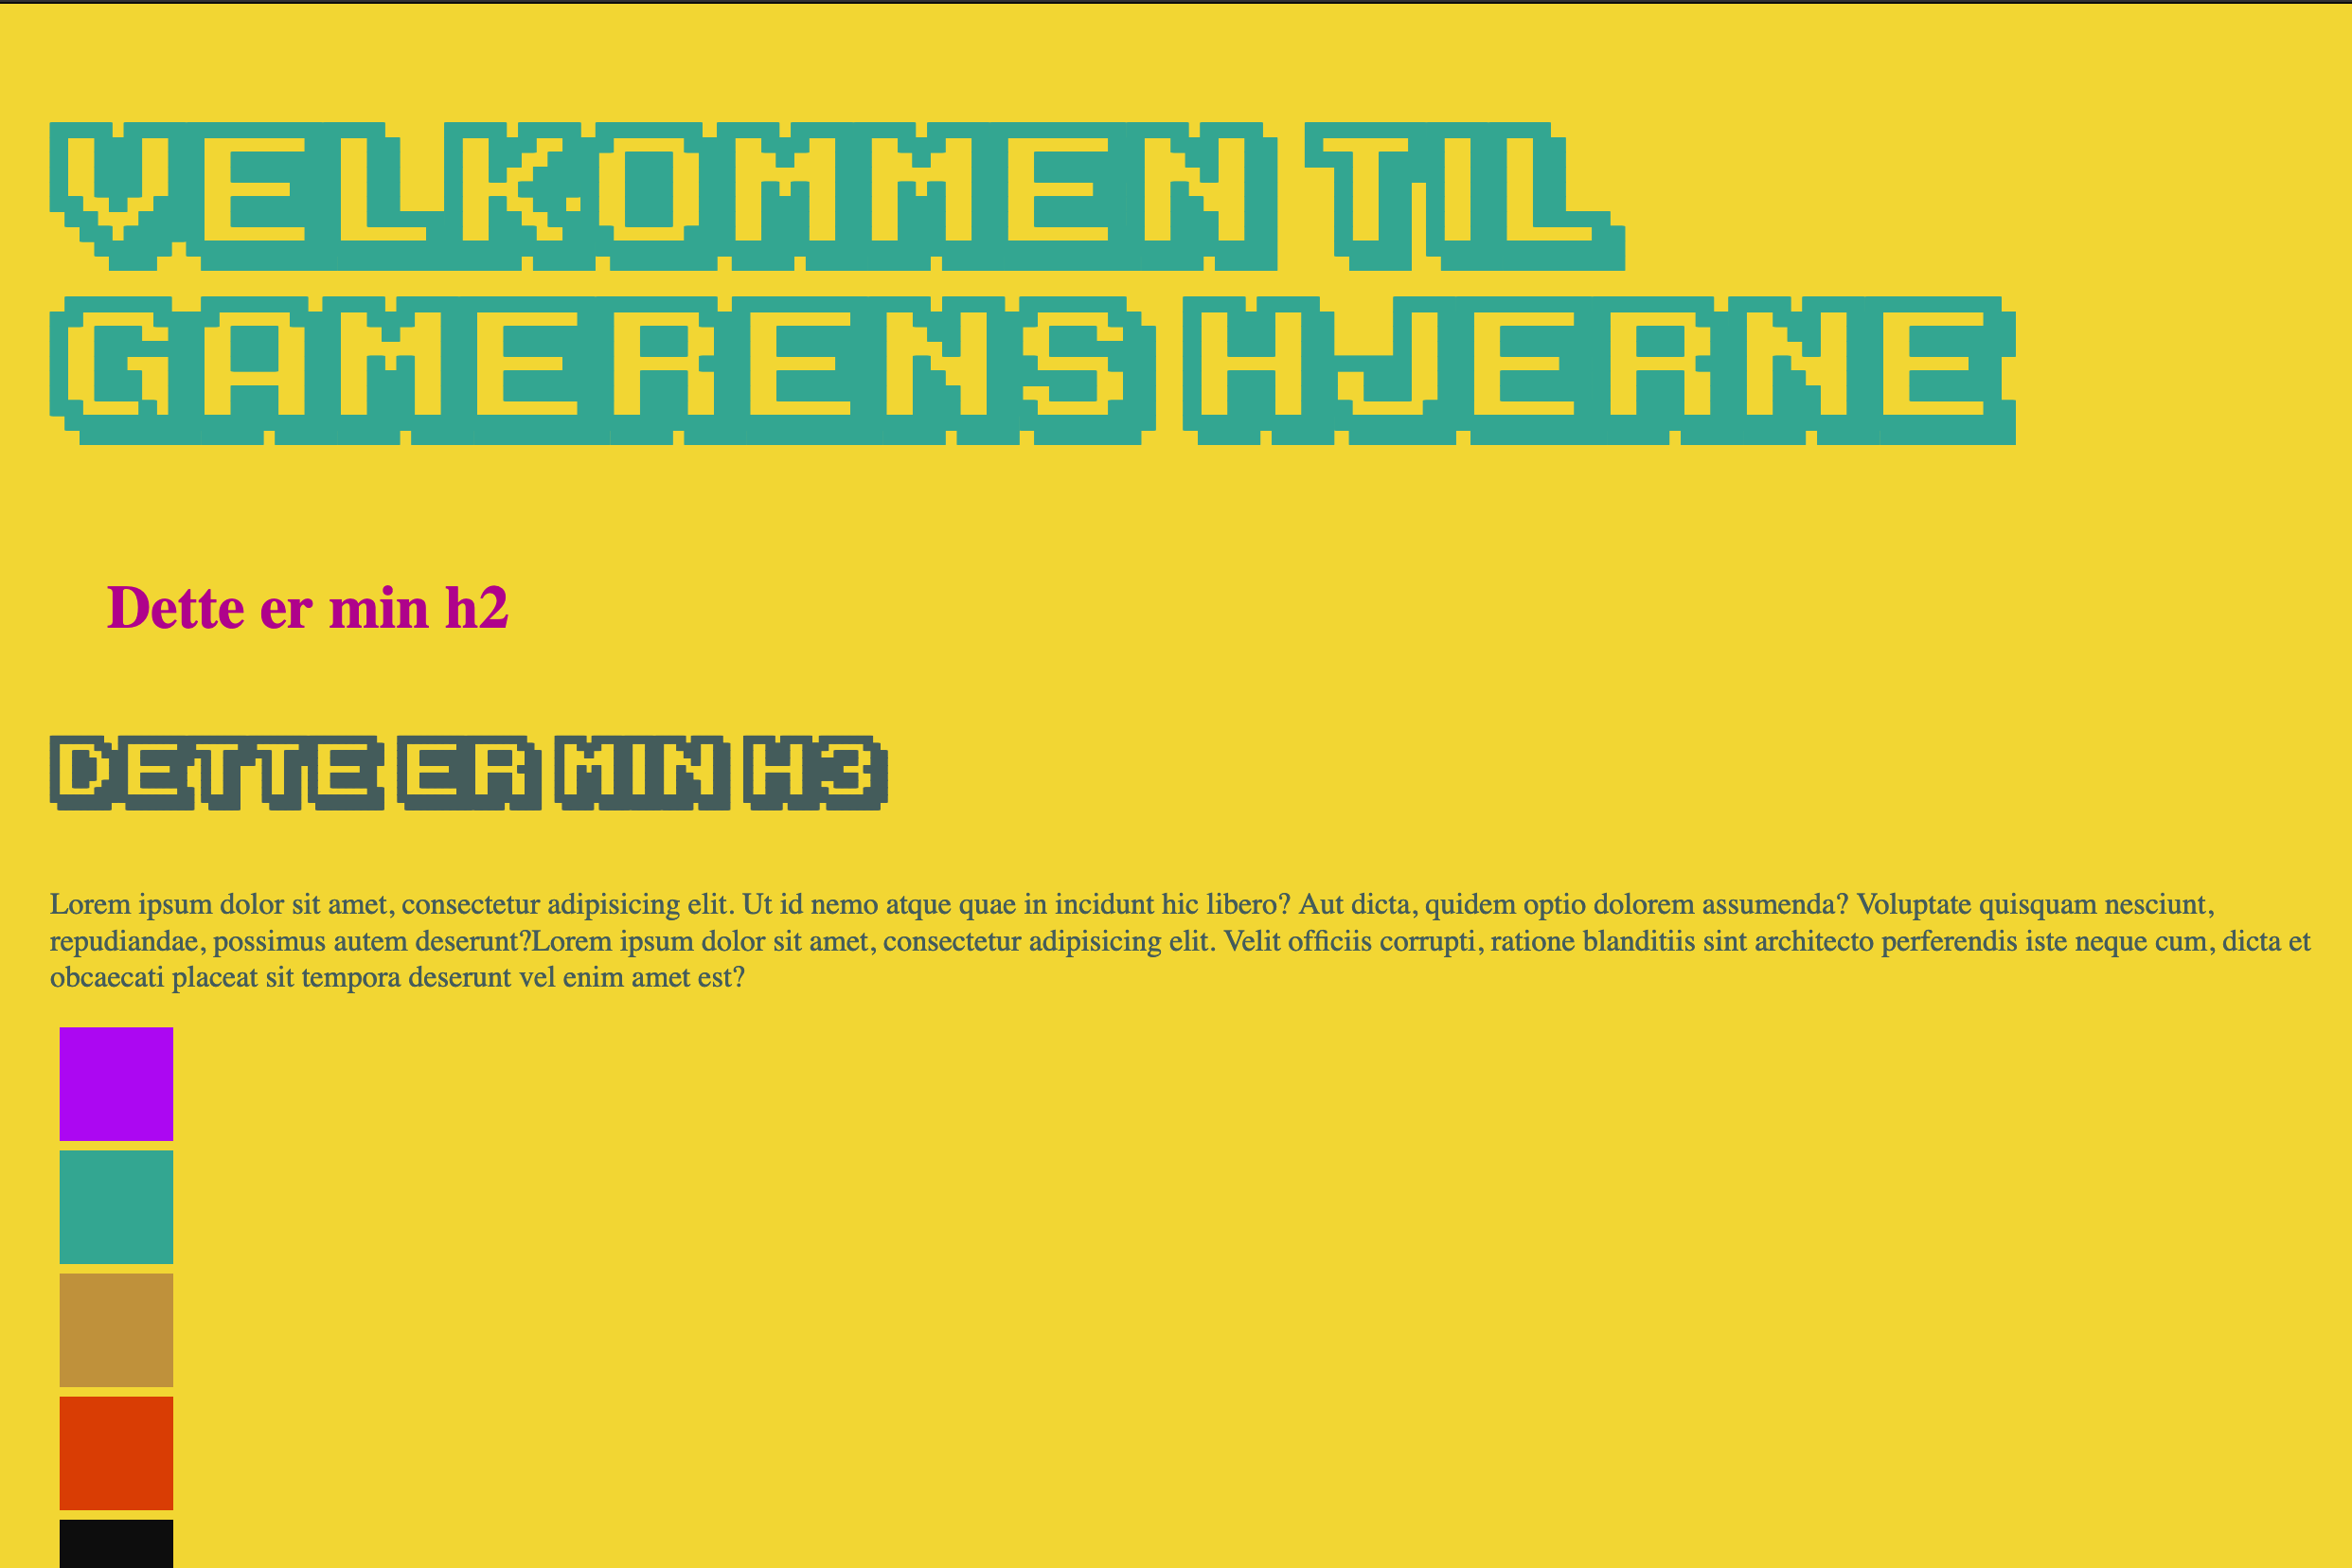 VELKOMMEN TIL
GAMERENS HJERNE
Dette er min h2
DETTE ER MIN H3
Lorem ipsum dolor sit amet, consectetur adipisicing elit. Ut id nemo atque quae in incidunt hic libero? Aut dicta, quidem optio dolorem assumenda? Voluptate quisquam nesciunt,
repudiandae, possimus autem deserunt?Lorem ipsum dolor sit amet, consectetur adipisicing elit. Velit officiis corrupti, ratione blanditiis sint architecto perferendis iste neque cum, dicta et
obcaecati placeat sit tempora deserunt vel enim amet est?